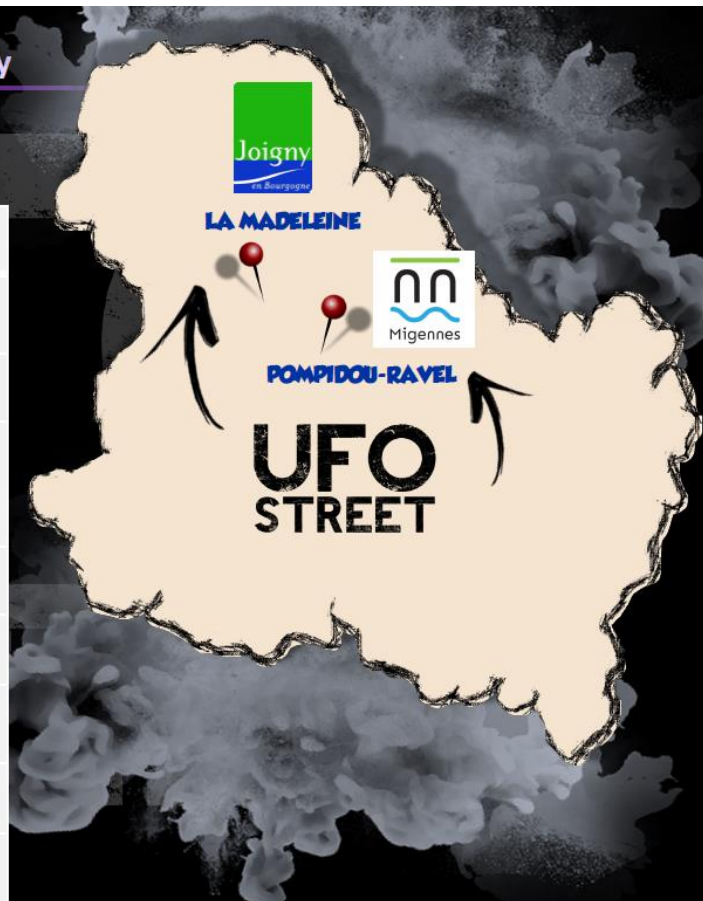 y
Joigny
en Bourgogne
LA MADELEINE
Migennes
POMPIDOU-RAVEL
UFO
STREET